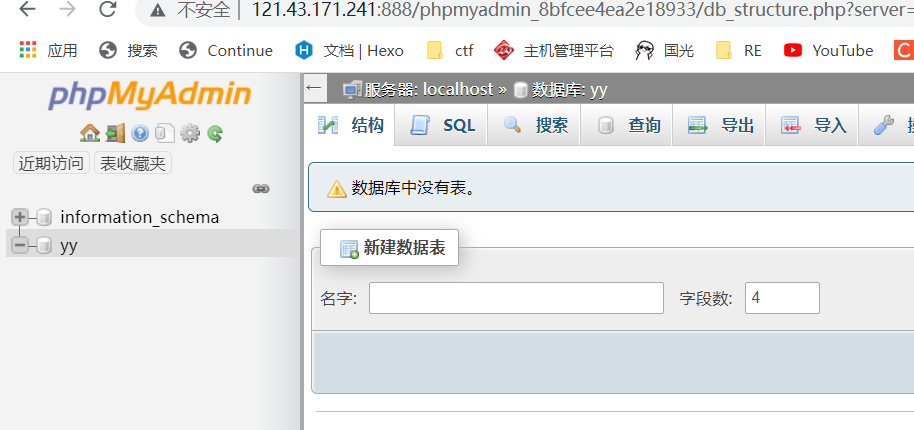 不安全 | 121.43.171.241:888/phpmyadmin_8bfcee4ea2e18933/db_structure.php?server=
应用 搜索 Continue 文档 | Hexo ctf 主机管理平台 国光 RE YouTube C
phpMyAdmin
服务器: localhost » 数据库: yy
结构 SQL 搜索 查询 导出 导入
近期访问 表收藏夹
数据库中没有表。
information_schema
yy
新建数据表
名字: 字段数: 4